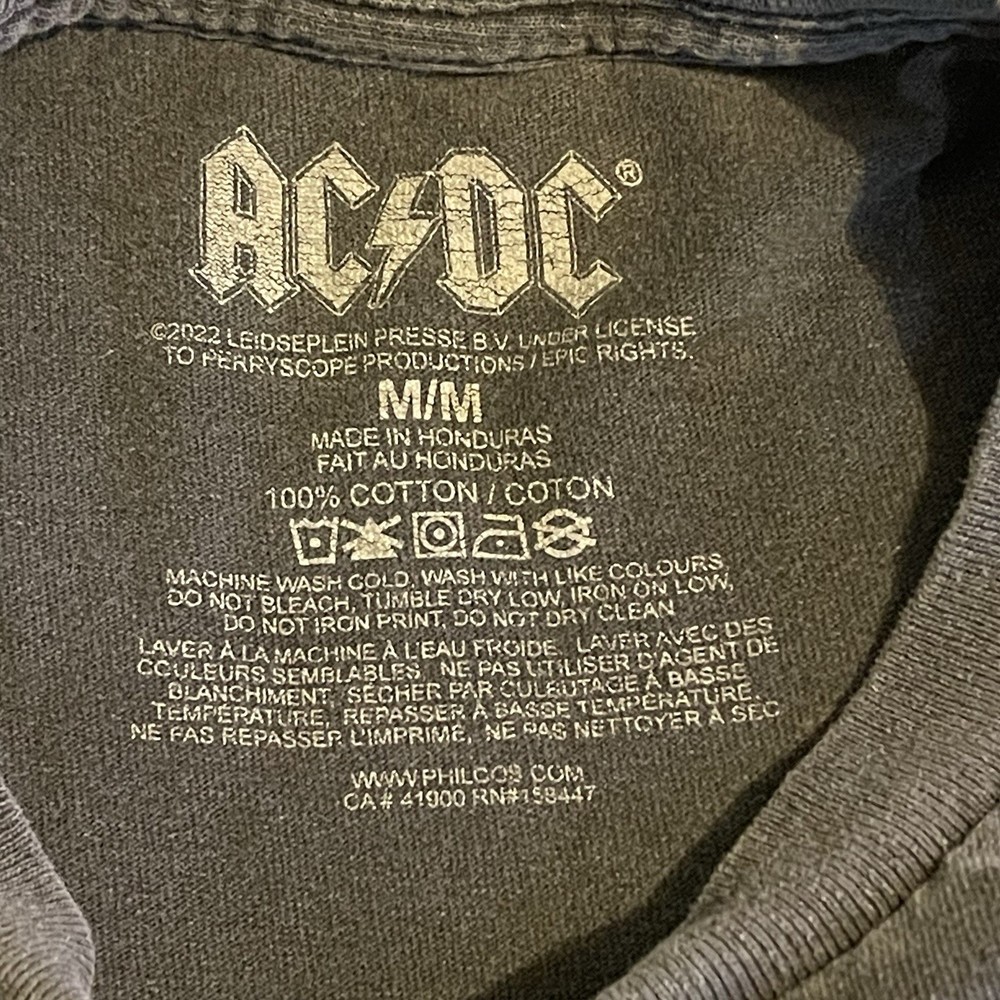 AC⚡DC®
©2022 LEIDSEPLEIN PRESSE B.V. UNDER LICENSE
TO PERRYSCOPE PRODUCTIONS / EPIC RIGHTS.
M/M
MADE IN HONDURAS
FAIT AU HONDURAS
100% COTTON / COTON
MACHINE WASH COLD, WASH WITH LIKE COLOURS,
DO NOT BLEACH, TUMBLE DRY LOW, IRON ON LOW,
DO NOT IRON PRINT, DO NOT DRY CLEAN
LAVER À LA MACHINE À L'EAU FROIDE. LAVER AVEC DES
COULEURS SEMBLABLES. NE PAS UTILISER D'AGENT DE
BLANCHIMENT, SÉCHER PAR CULBUTAGE À BASSE
TEMPÉRATURE, REPASSER À BASSE TEMPÉRATURE.
NE PAS REPASSER L'IMPRIMÉ, NE PAS NETTOYER À SEC
WWW.PHILCOS.COM
CA# 41900 RN#158447